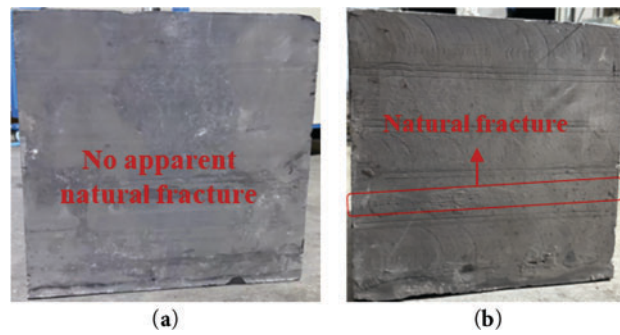 No apparent
natural fracture
Natural fracture
(a)
(b)